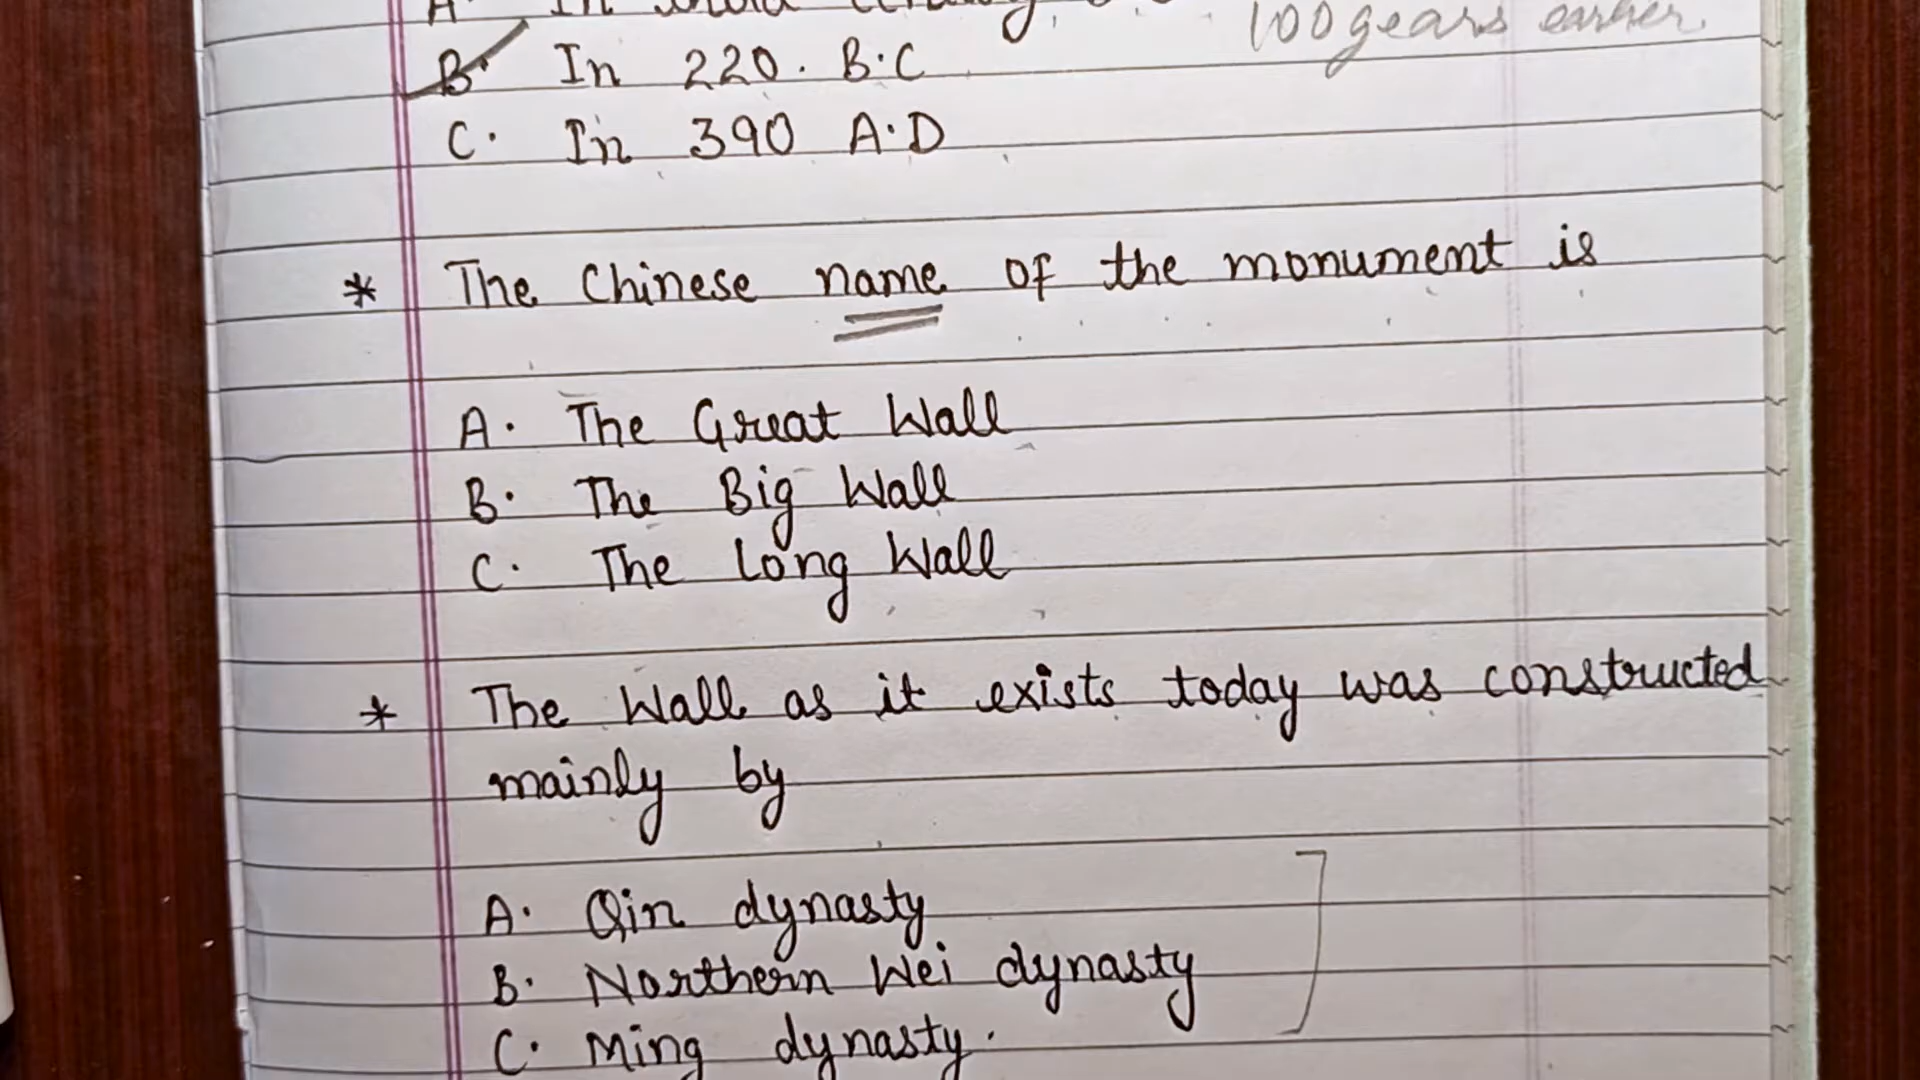 A. In
100 years earlier.
B. In 220. B.C
C. In 390 A.D
* The Chinese name of the monument is
A. The Great Wall
B. The Big Wall
C. The Long Wall
* The Wall as it exists today was constructed
mainly by
A. Qin dynasty
B. Northern Wei dynasty
C. Ming dynasty.